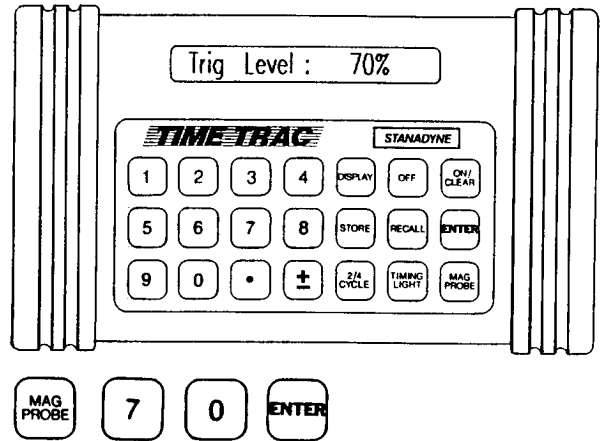 Trig Level : 70%
TIME TRAC STANADYNE
1 2 3 4 DISPLAY OFF ON/CLEAR
5 6 7 8 STORE RECALL ENTER
9 0 • ± 2/4 CYCLE TIMING LIGHT MAG PROBE
MAG PROBE 7 0 ENTER